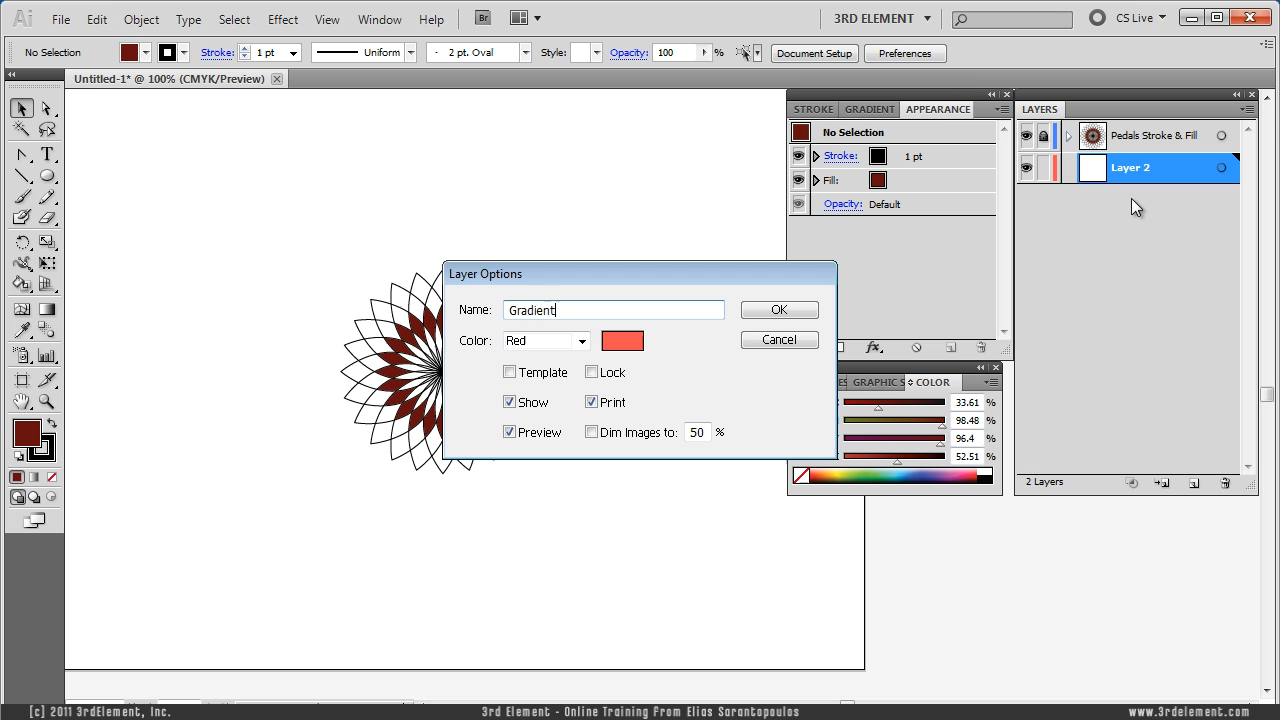 Ai File Edit Object Type Select Effect View Window Help Br 3RD ELEMENT CS Live
No Selection Stroke: 1 pt Uniform 2 pt. Oval Style: Opacity: 100 % Document Setup Preferences
Untitled-1* @ 100% (CMYK/Preview)
STROKE GRADIENT APPEARANCE
No Selection
Stroke: 1 pt
Fill:
Opacity: Default
fx
LAYERS
Pedals Stroke & Fill
Layer 2
2 Layers
Layer Options
Name: Gradient OK
Color: Red Cancel
Template Lock
Show Print
Preview Dim Images to: 50 %
ES GRAPHIC S COLOR
33.61 %
98.48 %
96.4 %
52.51 %
[c] 2011 3rdElement, Inc. 3rd Element - Online Training From Elias Sarantopoulos www.3rdelement.com